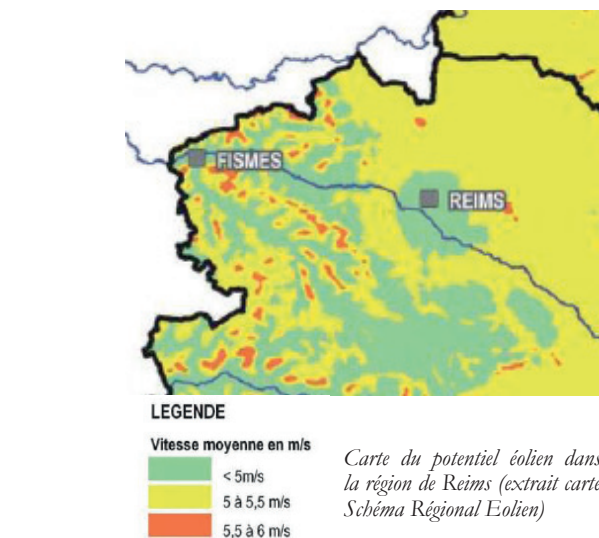 FISMES
REIMS
LEGENDE
Vitesse moyenne en m/s
< 5m/s
5 à 5,5 m/s
5,5 à 6 m/s
Carte du potentiel éolien dans
la région de Reims (extrait carte
Schéma Régional Eolien)